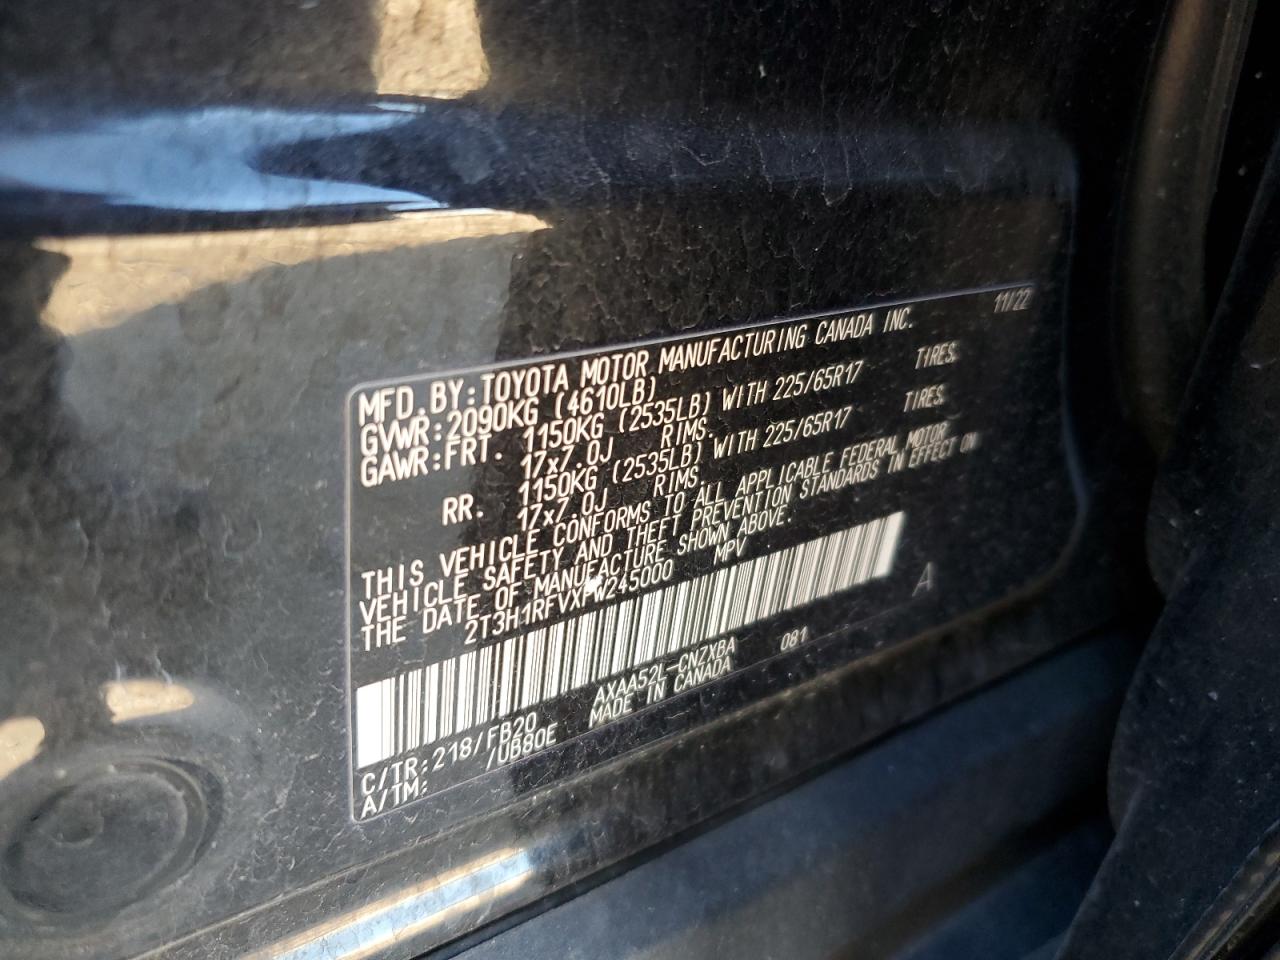 11/22
MFD. BY: TOYOTA MOTOR MANUFACTURING CANADA INC.
GVWR: 2090KG (4610LB)
GAWR: FRT. 1150KG (2535LB) WITH 225/65R17 TIRES
17x7.0J RIMS.
RR. 1150KG (2535LB) WITH 225/65R17 TIRES
17x7.0J RIMS.
THIS VEHICLE CONFORMS TO ALL APPLICABLE FEDERAL MOTOR
VEHICLE SAFETY AND THEFT PREVENTION STANDARDS IN EFFECT ON
THE DATE OF MANUFACTURE SHOWN ABOVE.
2T3H1RFVXPW245000 MPV
A
AXAA52L-CNZXBA 081
C/TR: 218/FB20 MADE IN CANADA
A/TM: /UB80E